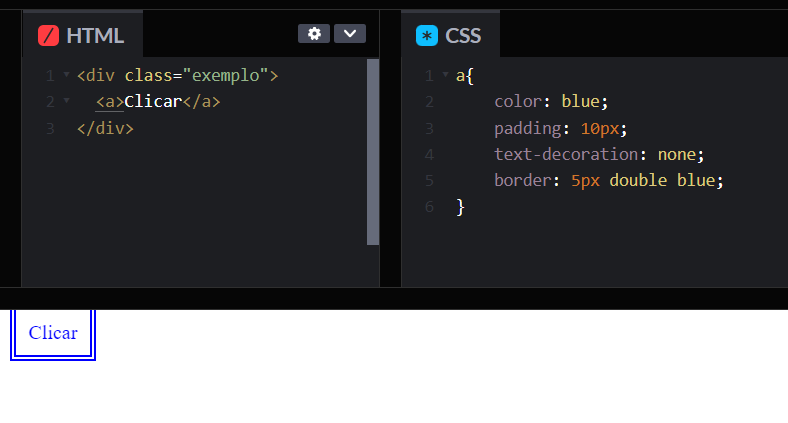 HTML
1 <div class="exemplo">
2 <a>Clicar</a>
3 </div>
CSS
1 a{
2 color: blue;
3 padding: 10px;
4 text-decoration: none;
5 border: 5px double blue;
6 }
Clicar